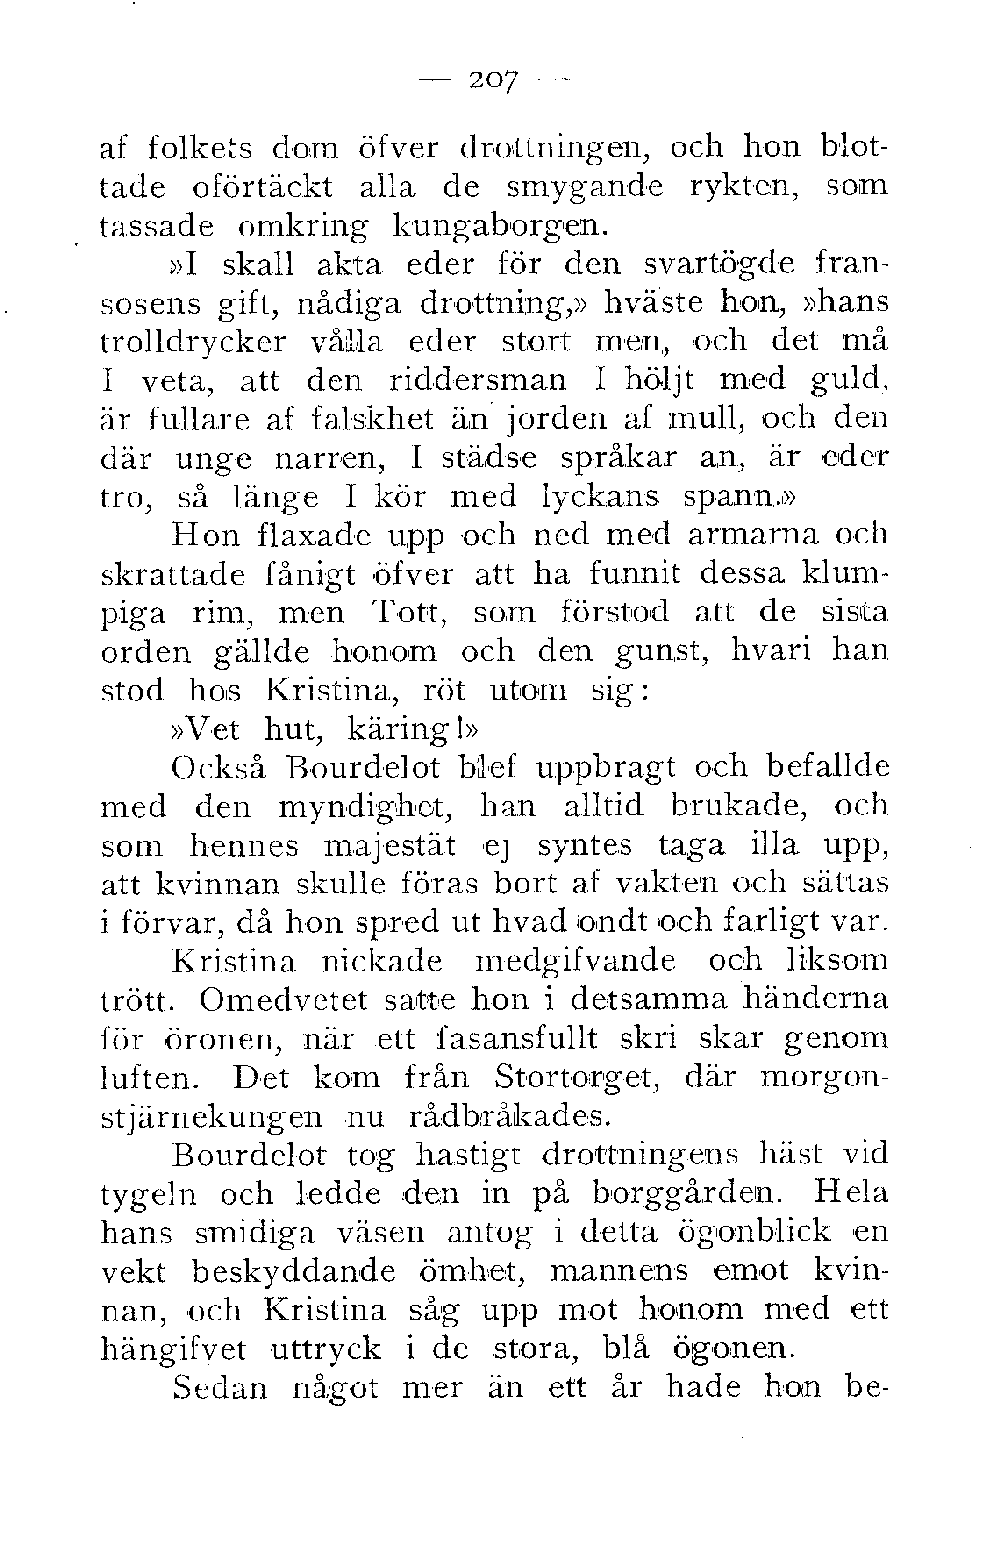 — 207 —
af folkets dom öfver drottningen, och hon blot-
tade oförtäckt alla de smygande rykten, som
tassade omkring kungaborgen.
»I skall akta eder för den svartögde fran-
sosens gift, nådiga drottning,» hväste hon, »hans
trolldrycker vålla eder stort men, och det må
I veta, att den riddersman I höljt med guld,
är fullare af falskhet än jorden af mull, och den
där unge narren, I städse språkar an, är eder
tro, så länge I kör med lyckans spann.»
Hon flaxade upp och ned med armarna och
skrattade fånigt öfver att ha funnit dessa klum-
piga rim, men Tott, som förstod att de sista
orden gällde honom och den gunst, hvari han
stod hos Kristina, röt utom sig:
»Vet hut, käring!»
Också Bourdelot blef uppbragt och befallde
med den myndighet, han alltid brukade, och
som hennes majestät ej syntes taga illa upp,
att kvinnan skulle föras bort af vakten och sättas
i förvar, då hon spred ut hvad ondt och farligt var.
Kristina nickade medgifvande och liksom
trött. Omedvetet satte hon i detsamma händerna
för öronen, när ett fasansfullt skri skar genom
luften. Det kom från Stortorget, där morgon-
stjärnekungen nu rådbråkades.
Bourdelot tog hastigt drottningens häst vid
tygeln och ledde den in på borggården. Hela
hans smidiga väsen antog i detta ögonblick en
vekt beskyddande ömhet, mannens emot kvin-
nan, och Kristina såg upp mot honom med ett
hängifvet uttryck i de stora, blå ögonen.
Sedan något mer än ett år hade hon be-